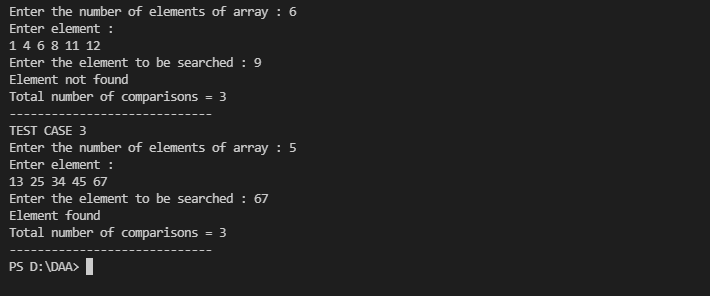 Enter the number of elements of array : 6
Enter element :
1 4 6 8 11 12
Enter the element to be searched : 9
Element not found
Total number of comparisons = 3
-----------------------------
TEST CASE 3
Enter the number of elements of array : 5
Enter element :
13 25 34 45 67
Enter the element to be searched : 67
Element found
Total number of comparisons = 3
-----------------------------
PS D:\DAA>